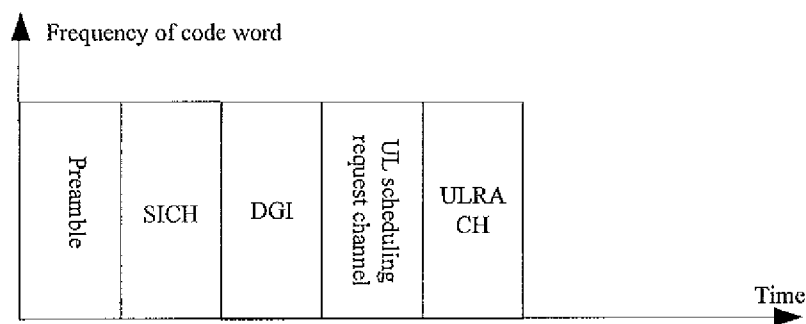 Frequency of code word
Preamble
SICH
DGI
UL scheduling
request channel
ULRA
CH
Time